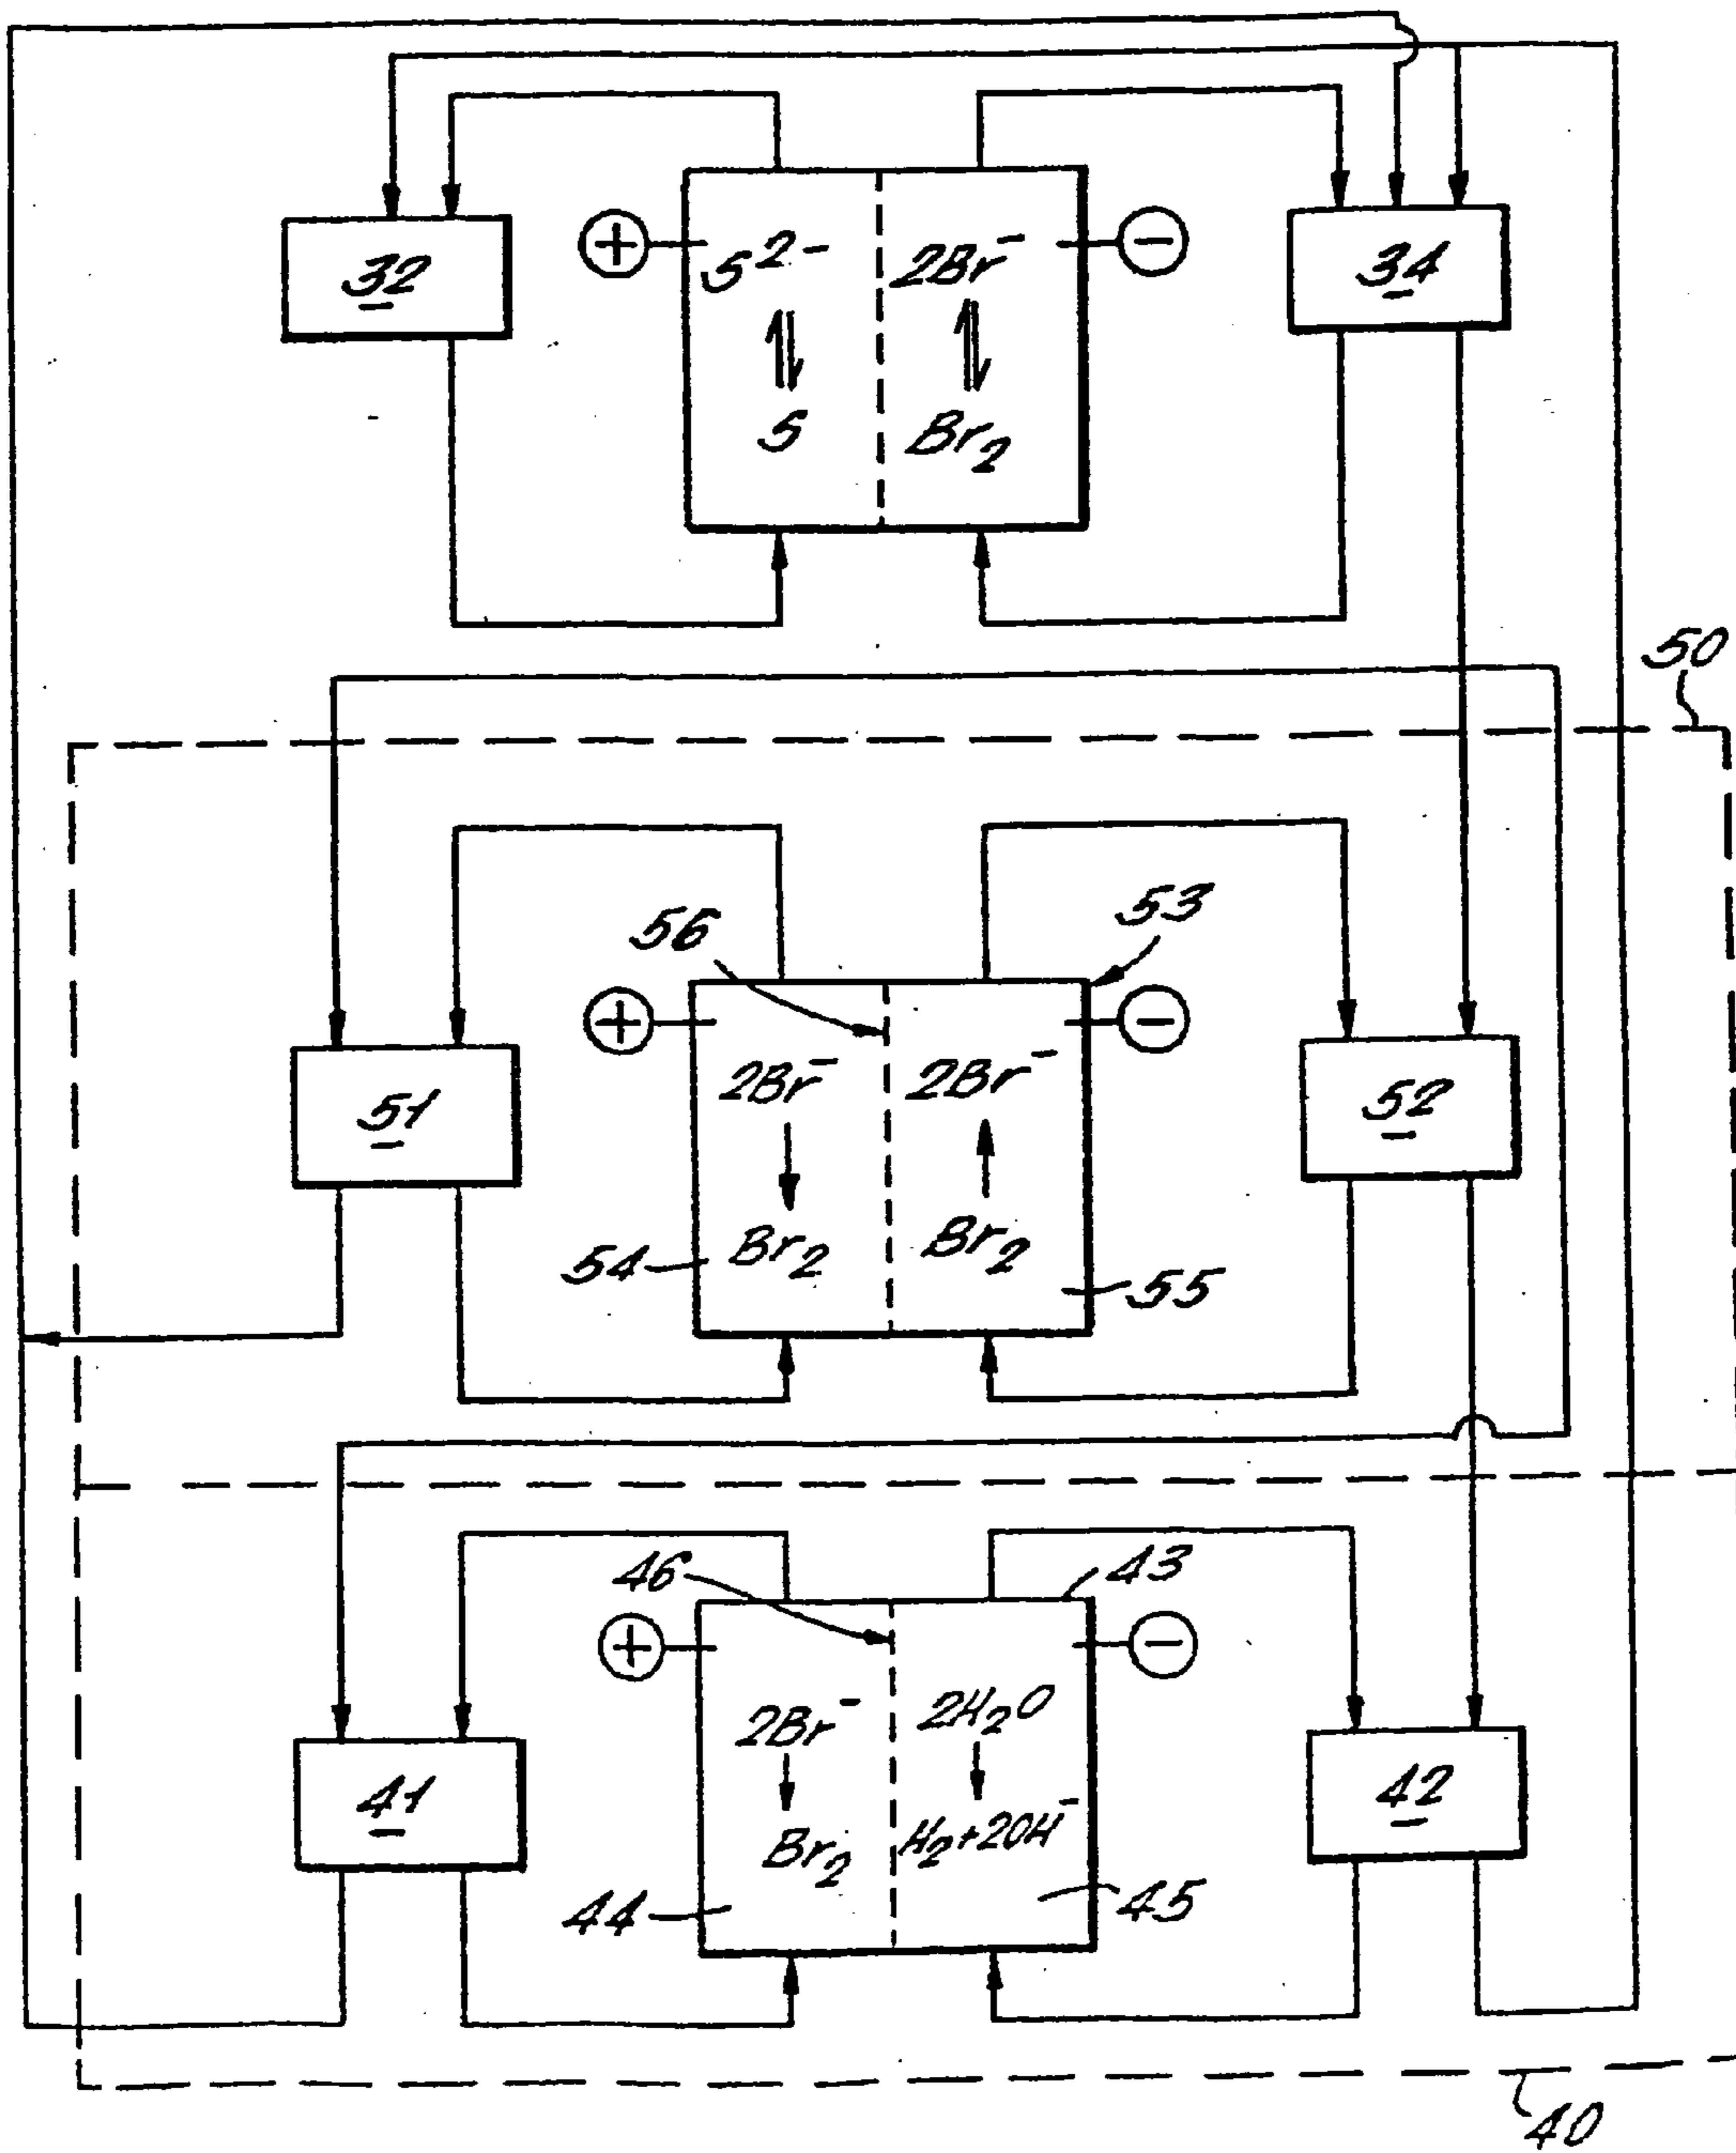 32
+
S²⁻
⇌
S
2Br⁻
⇌
Br₂
−
34
50
56
53
+
−
51
2Br⁻
↓
Br₂
2Br⁻
↑
Br₂
52
54
55
46
43
+
−
41
2Br⁻
↓
Br₂
2H₂O
↓
H₂+2OH⁻
42
44
45
40